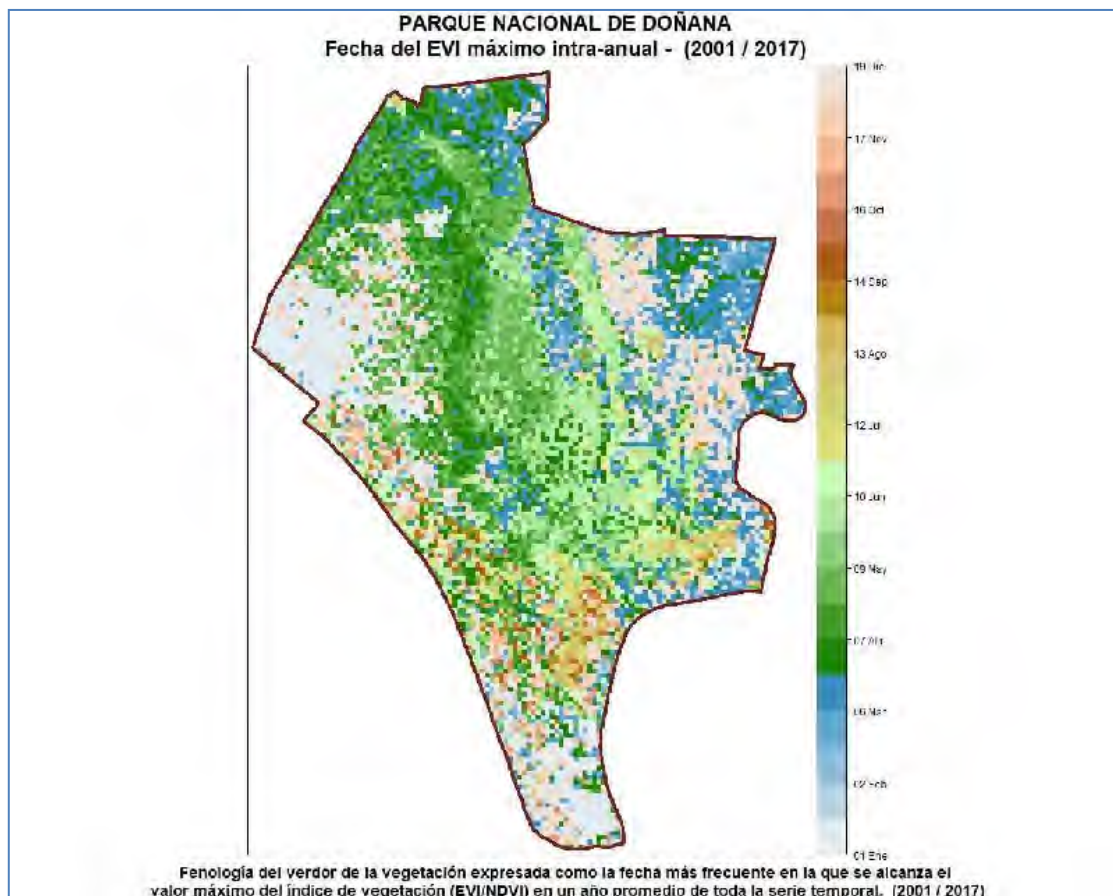 PARQUE NACIONAL DE DOÑANA
Fecha del EVI máximo intra-anual - (2001 / 2017)
19 Dic
17 Nov
16 Oct
14 Sep
13 Ago
12 Jul
10 Jun
09 May
07 Abr
06 Mar
02 Feb
01 Ene
Fenología del verdor de la vegetación expresada como la fecha más frecuente en la que se alcanza el
valor máximo del índice de vegetación (EVI/NDVI) en un año promedio de toda la serie temporal. (2001 / 2017)